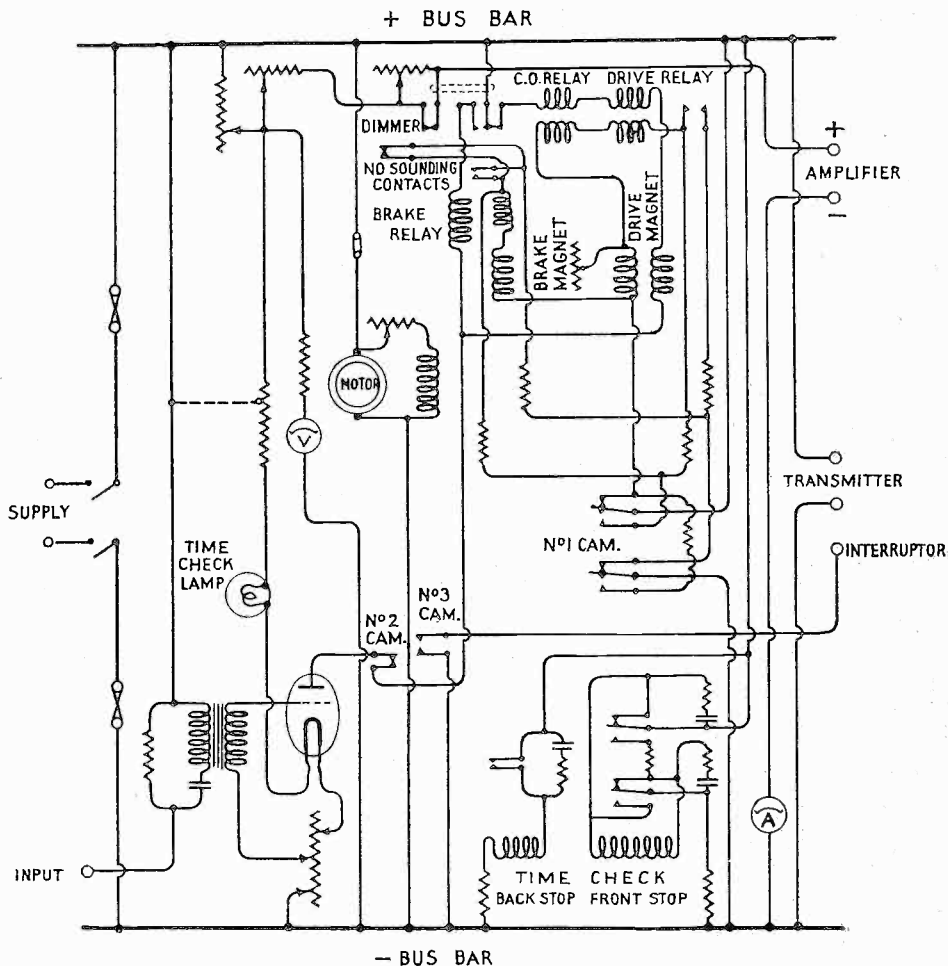 + BUS BAR
C.O. RELAY
DRIVE RELAY
DIMMER
+
AMPLIFIER
−
NO SOUNDING
CONTACTS
BRAKE
RELAY
BRAKE
MAGNET
DRIVE
MAGNET
MOTOR
V
SUPPLY
TRANSMITTER
Nº1 CAM.
INTERRUPTOR
TIME
CHECK
LAMP
Nº2
CAM.
Nº3
CAM.
A
INPUT
TIME CHECK
BACK STOP FRONT STOP
− BUS BAR